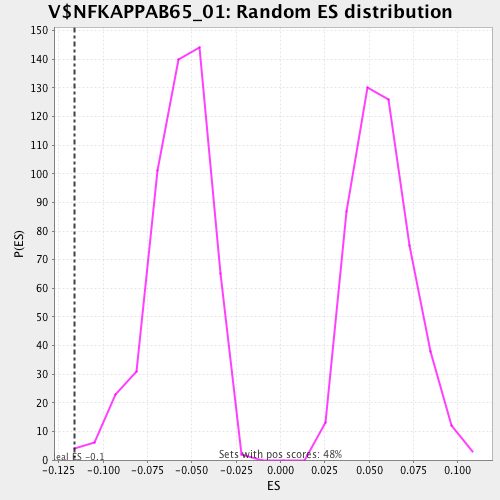 V$NFKAPPAB65_01: Random ES distribution
P(ES)
150
140
130
120
110
100
90
80
70
60
50
40
30
20
10
0
eal ES -0.1
Sets with pos scores: 48%
-0.125 -0.100 -0.075 -0.050 -0.025 0.000 0.025 0.050 0.075 0.100
ES